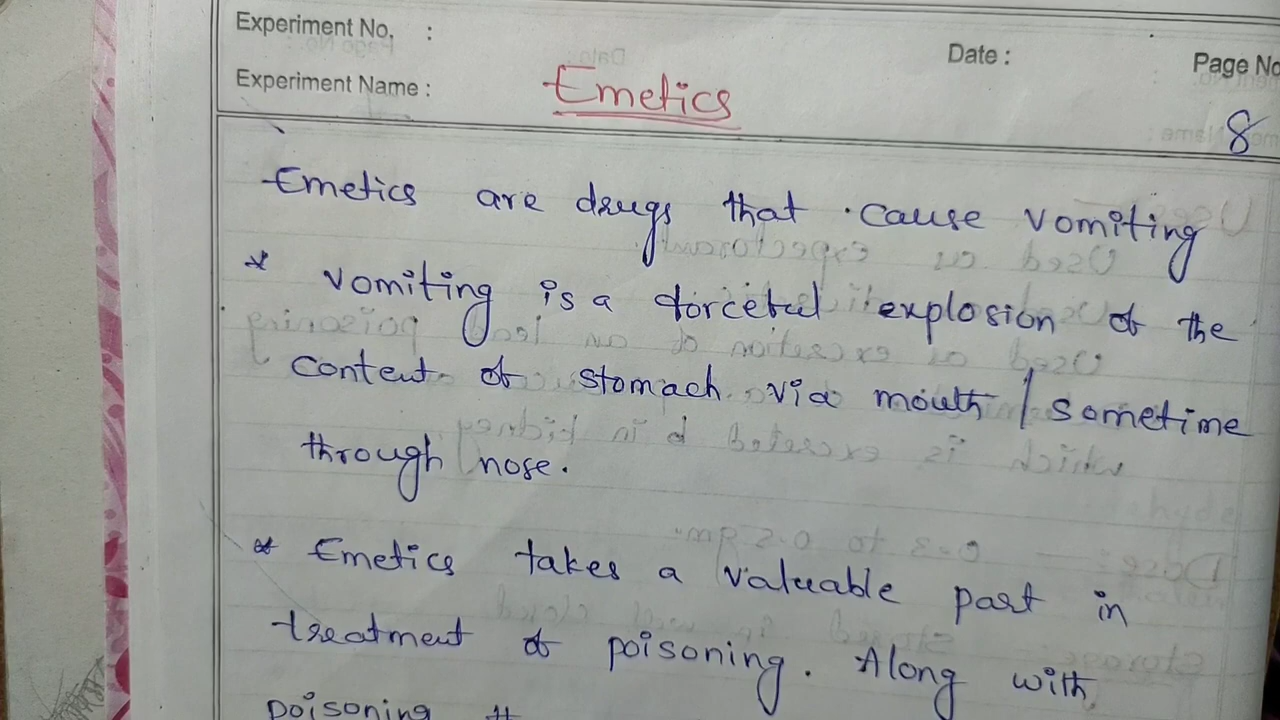 Experiment No. :
Date :
Page No
Experiment Name :
Emetics
8
Emetics are drugs that cause vomiting
* vomiting is a forceful explosion of the
content of stomach via mouth / sometime
through nose.
* Emetics takes a valuable part in
treatment of poisoning. Along with
poisoning